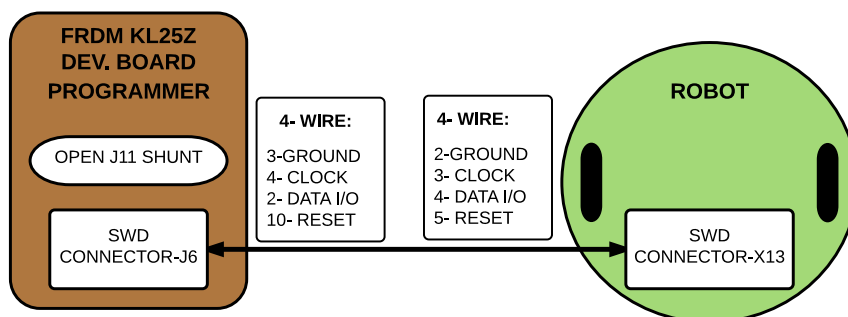 FRDM KL25Z
DEV. BOARD
PROGRAMMER
OPEN J11 SHUNT
SWD
CONNECTOR-J6
4- WIRE:
3-GROUND
4- CLOCK
2- DATA I/O
10- RESET
4- WIRE:
2-GROUND
3- CLOCK
4- DATA I/O
5- RESET
ROBOT
SWD
CONNECTOR-X13